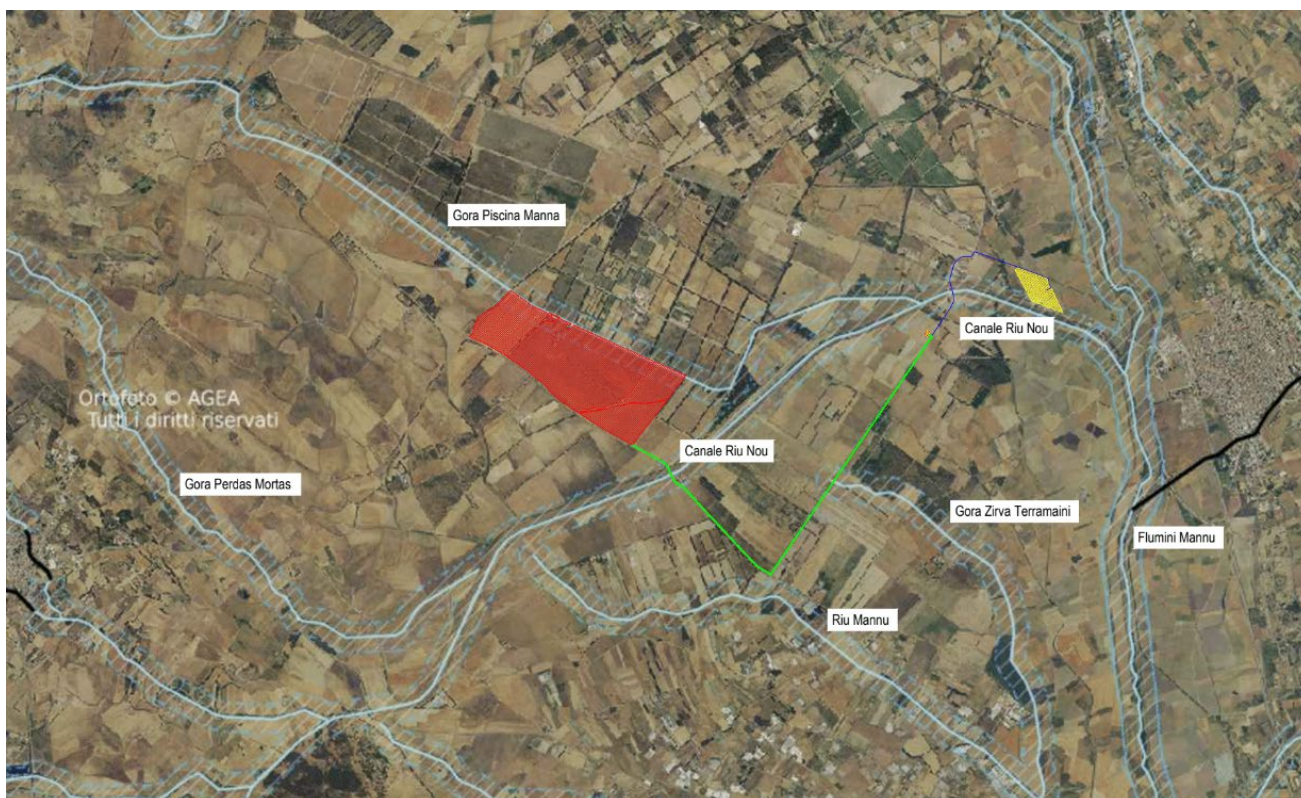 Gora Piscina Manna
Canale Riu Nou
Ortofoto © AGEA
Tutti i diritti riservati
Canale Riu Nou
Gora Perdas Mortas
Gora Zirva Terramaini
Flumini Mannu
Riu Mannu